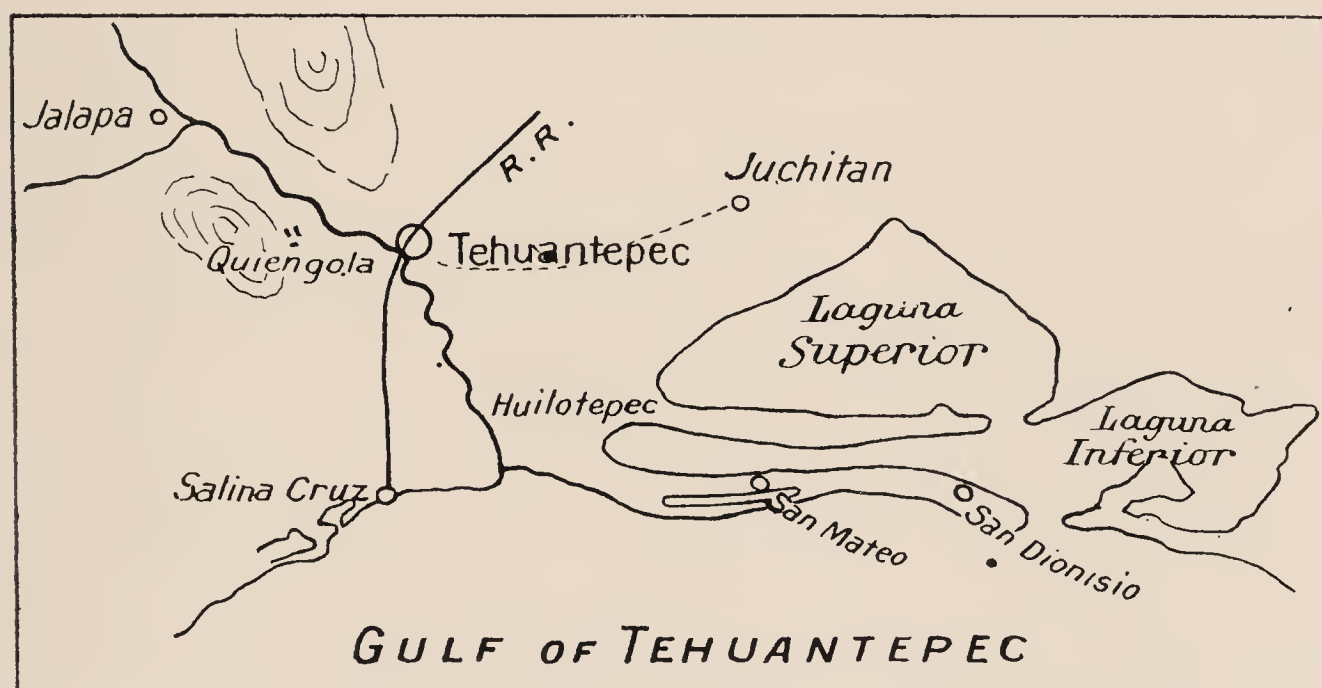 Jalapa
R.R.
Juchitan
Tehuantepec
Quiengola
Laguna
Superior
Huilotepec
Laguna
Inferior
Salina Cruz
San Mateo
San Dionisio
GULF OF TEHUANTEPEC